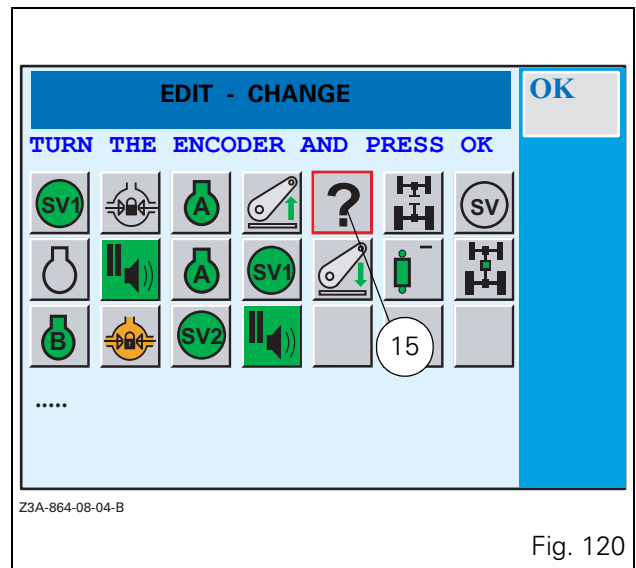 EDIT - CHANGE
OK
TURN THE ENCODER AND PRESS OK
SV1 A ? SV
A SV1
B SV2 15
.....
Z3A-864-08-04-B
Fig. 120